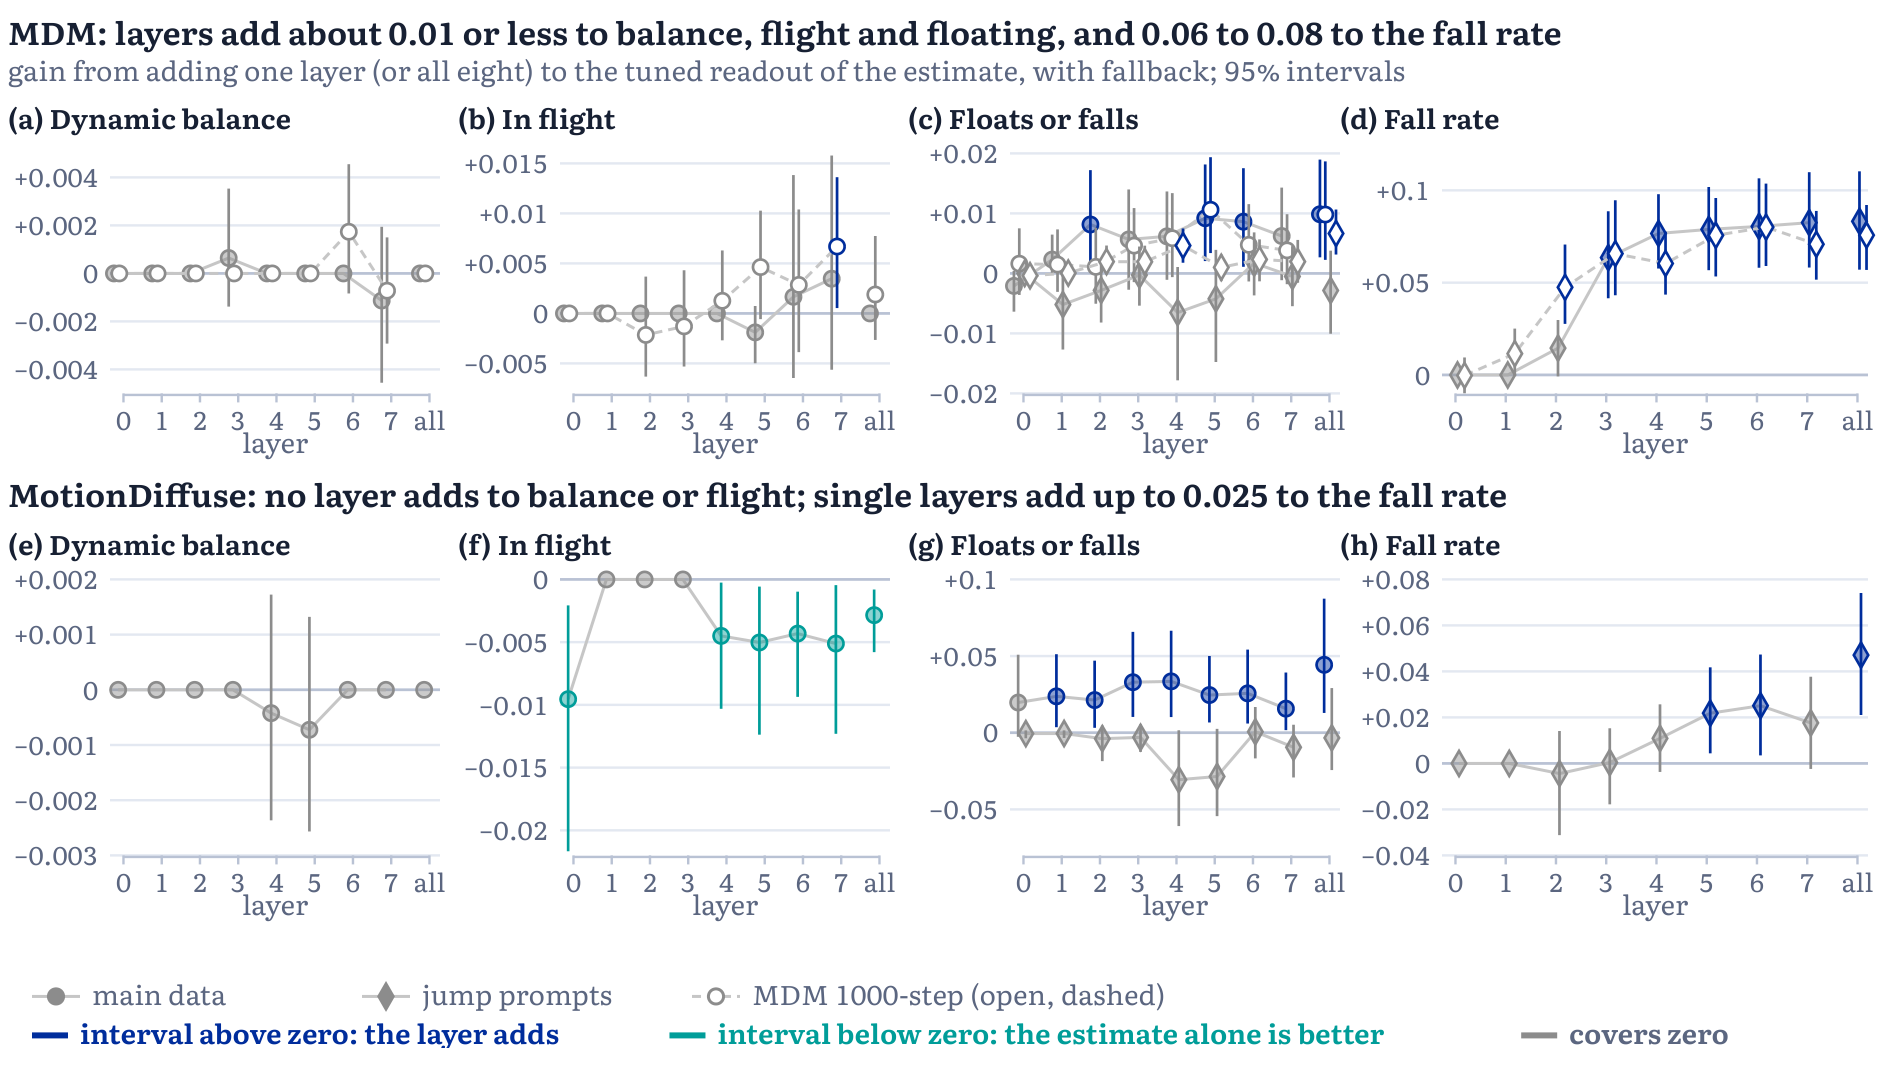 MDM: layers add about 0.01 or less to balance, flight and floating, and 0.06 to 0.08 to the fall rate
gain from adding one layer (or all eight) to the tuned readout of the estimate, with fallback; 95% intervals
(a) Dynamic balance
+0.004
+0.002
0
−0.002
−0.004
0 1 2 3 4 5 6 7 all
layer
(b) In flight
+0.015
+0.01
+0.005
0
−0.005
0 1 2 3 4 5 6 7 all
layer
(c) Floats or falls
+0.02
+0.01
0
−0.01
−0.02
0 1 2 3 4 5 6 7 all
layer
(d) Fall rate
+0.1
+0.05
0
0 1 2 3 4 5 6 7 all
layer
MotionDiffuse: no layer adds to balance or flight; single layers add up to 0.025 to the fall rate
(e) Dynamic balance
+0.002
+0.001
0
−0.001
−0.002
−0.003
0 1 2 3 4 5 6 7 all
layer
(f) In flight
0
−0.005
−0.01
−0.015
−0.02
0 1 2 3 4 5 6 7 all
layer
(g) Floats or falls
+0.1
+0.05
0
−0.05
0 1 2 3 4 5 6 7 all
layer
(h) Fall rate
+0.08
+0.06
+0.04
+0.02
0
−0.02
−0.04
0 1 2 3 4 5 6 7 all
layer
main data
jump prompts
MDM 1000-step (open, dashed)
interval above zero: the layer adds
interval below zero: the estimate alone is better
covers zero